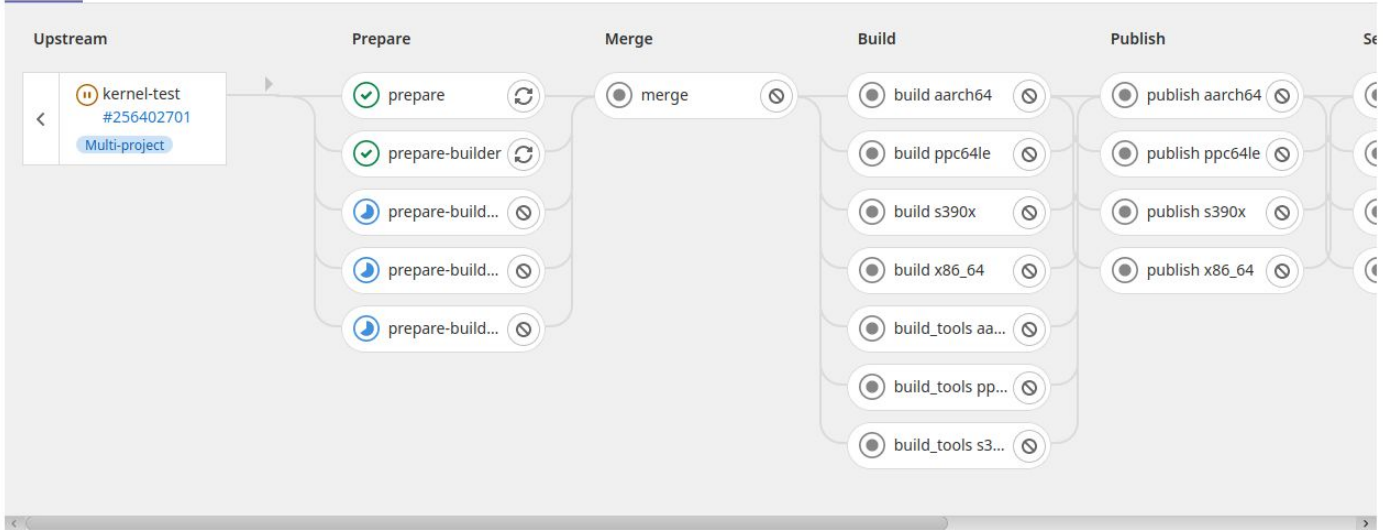 Upstream
Prepare
Merge
Build
Publish
Se
kernel-test
#256402701
Multi-project
prepare
prepare-builder
prepare-build...
prepare-build...
prepare-build...
merge
build aarch64
build ppc64le
build s390x
build x86_64
build_tools aa...
build_tools pp...
build_tools s3...
publish aarch64
publish ppc64le
publish s390x
publish x86_64